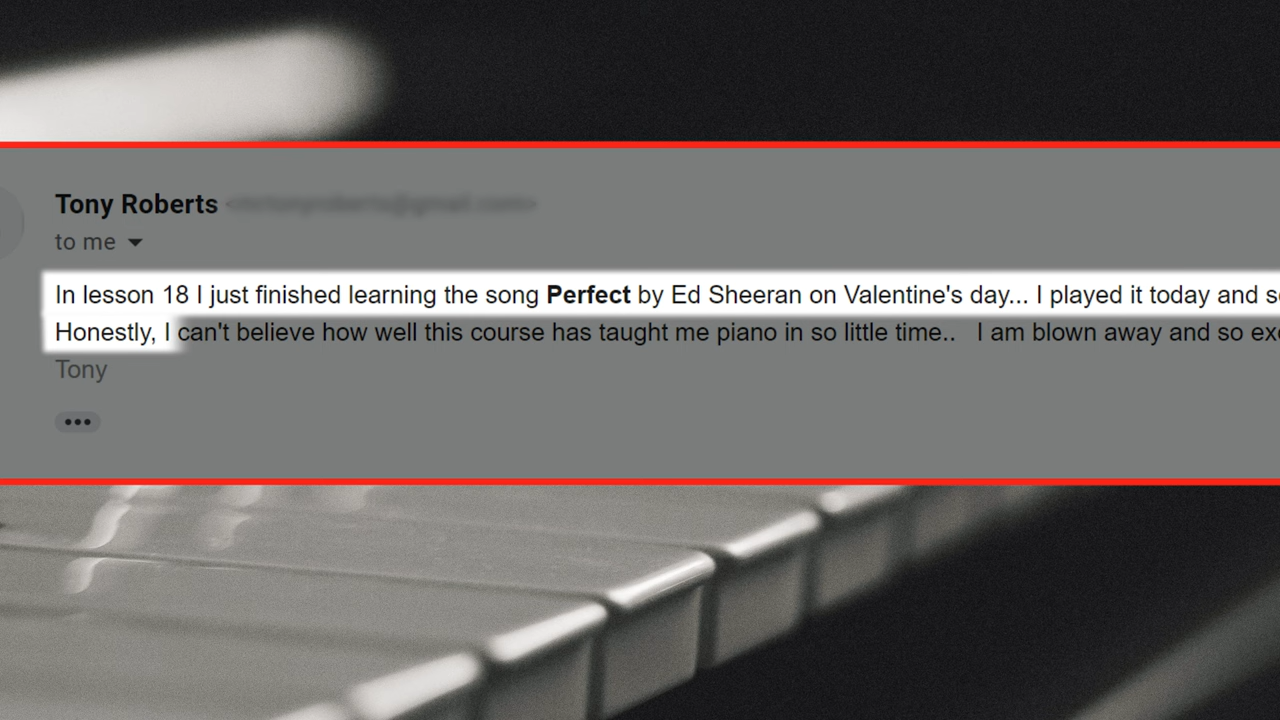 Tony Roberts
to me
In lesson 18 I just finished learning the song Perfect by Ed Sheeran on Valentine's day... I played it today and
Honestly, I can't believe how well this course has taught me piano in so little time.. I am blown away and so
Tony